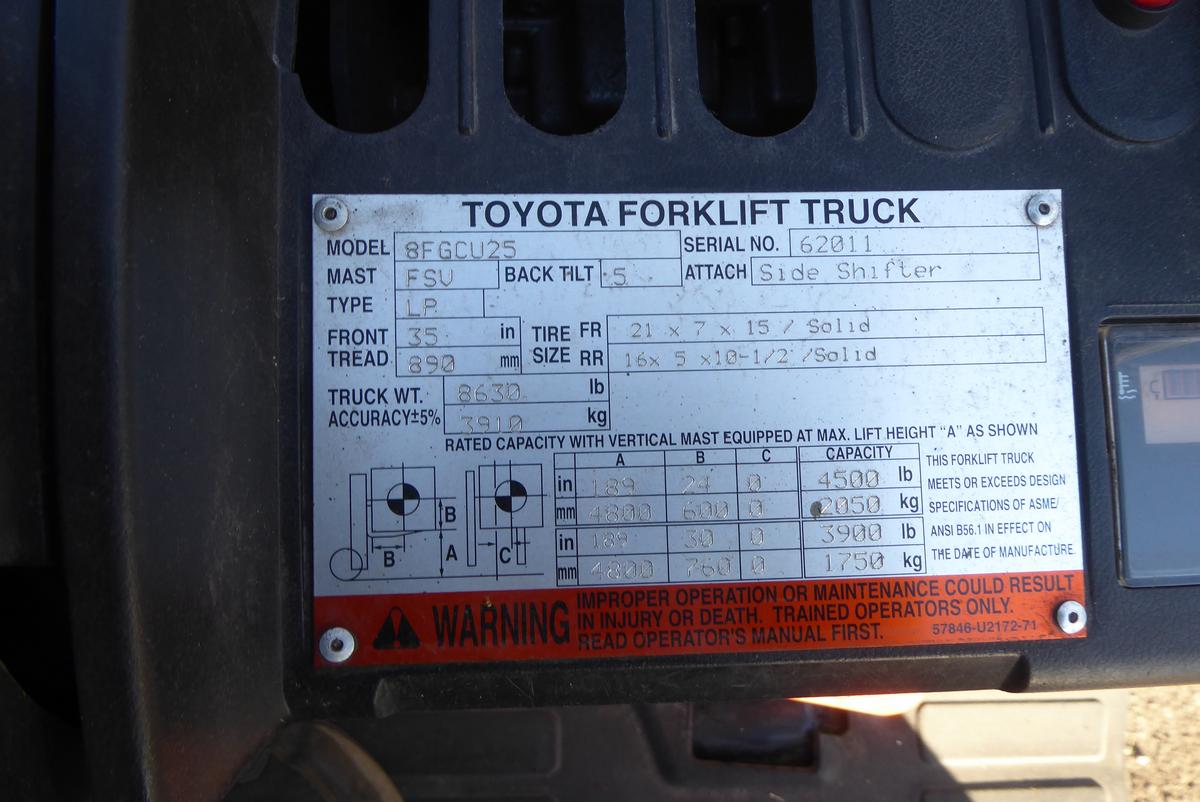 TOYOTA FORKLIFT TRUCK
MODEL 8FGCU25 SERIAL NO. 62011
MAST FSV BACK TILT 5 ATTACH Side Shifter
TYPE LP
FRONT TREAD 35 in 890 mm
TIRE SIZE FR 21 x 7 x 15 / Solid
RR 16x 5 x10-1/2 /Solid
TRUCK WT. 8630 lb
ACCURACY±5% 3910 kg
RATED CAPACITY WITH VERTICAL MAST EQUIPPED AT MAX. LIFT HEIGHT "A" AS SHOWN
A B C CAPACITY
in 189 24 0 4500 lb
mm 4800 600 0 2050 kg
in 189 30 0 3900 lb
mm 4800 760 0 1750 kg
B
B A C
THIS FORKLIFT TRUCK
MEETS OR EXCEEDS DESIGN
SPECIFICATIONS OF ASME/
ANSI B56.1 IN EFFECT ON
THE DATE OF MANUFACTURE.
WARNING
IMPROPER OPERATION OR MAINTENANCE COULD RESULT
IN INJURY OR DEATH. TRAINED OPERATORS ONLY.
READ OPERATOR'S MANUAL FIRST.
57846-U2172-71